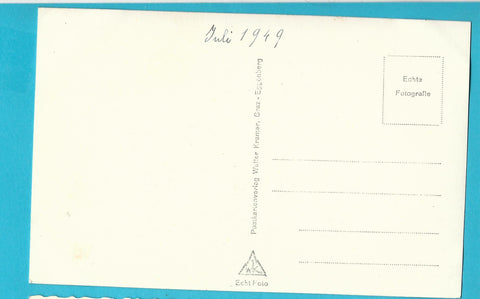 Juli 1949
Echte
Fotografie
Postkartenverlag Walter Kramer, Graz - Eggenberg
Echt Foto